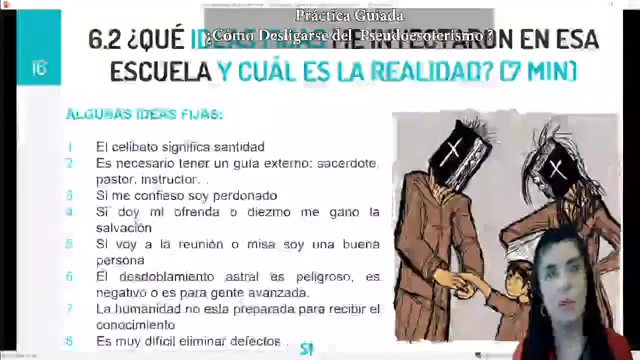 Práctica Guiada
¿Cómo Desligarse del Pseudoesoterismo?
6.2 ¿QUÉ IDEAS FIJAS ME INYECTARON EN ESA
16
ESCUELA Y CUÁL ES LA REALIDAD? (7 MIN)
ALGUNAS IDEAS FIJAS:
1 El celibato significa santidad
2 Es necesario tener un guía externo: sacerdote,
pastor, instructor...
3 Si me confieso soy perdonado
4. Si doy mi ofrenda o diezmo me gano la
salvación
5 Si voy a la reunión o misa soy una buena
persona
6 El desdoblamiento astral es peligroso, es
negativo o es para gente avanzada.
7 La humanidad no esta preparada para recibir el
conocimiento
8 Es muy difícil eliminar defectos..